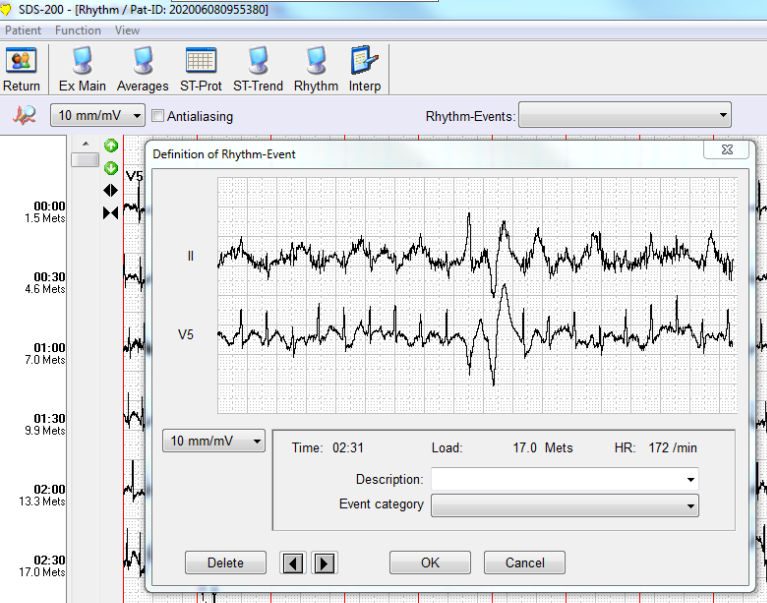 SDS-200 - [Rhythm / Pat-ID: 202006080955380]
Patient Function View
Return Ex Main Averages ST-Prot ST-Trend Rhythm Interp
10 mm/mV Antialiasing Rhythm-Events:
Definition of Rhythm-Event
V5
00:00
1.5 Mets
00:30
4.6 Mets
01:00
7.0 Mets
01:30
9.9 Mets
02:00
13.3 Mets
02:30
17.0 Mets
II
V5
10 mm/mV
Time: 02:31 Load: 17.0 Mets HR: 172 /min
Description:
Event category
Delete OK Cancel